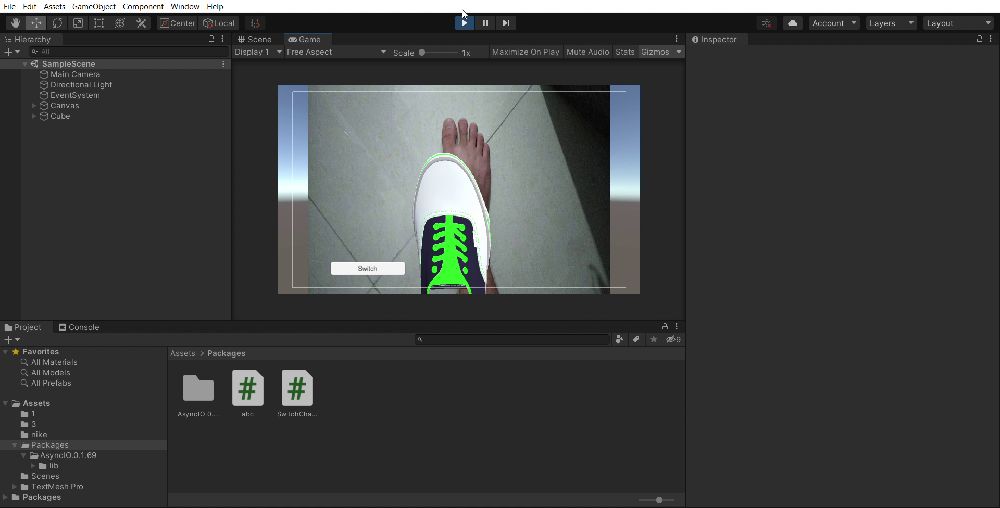 File Edit Assets GameObject Component Window Help
Center Local Account Layers Layout
Hierarchy
All
SampleScene
Main Camera
Directional Light
EventSystem
Canvas
Cube
Scene Game
Display 1 Free Aspect Scale 1x Maximize On Play Mute Audio Stats Gizmos
Switch
Inspector
Project Console
9
Favorites
All Materials
All Models
All Prefabs
Assets
1
3
nike
Packages
AsyncIO.0.1.69
lib
Scenes
TextMesh Pro
Packages
Assets > Packages
AsyncIO.0.... abc SwitchCha...